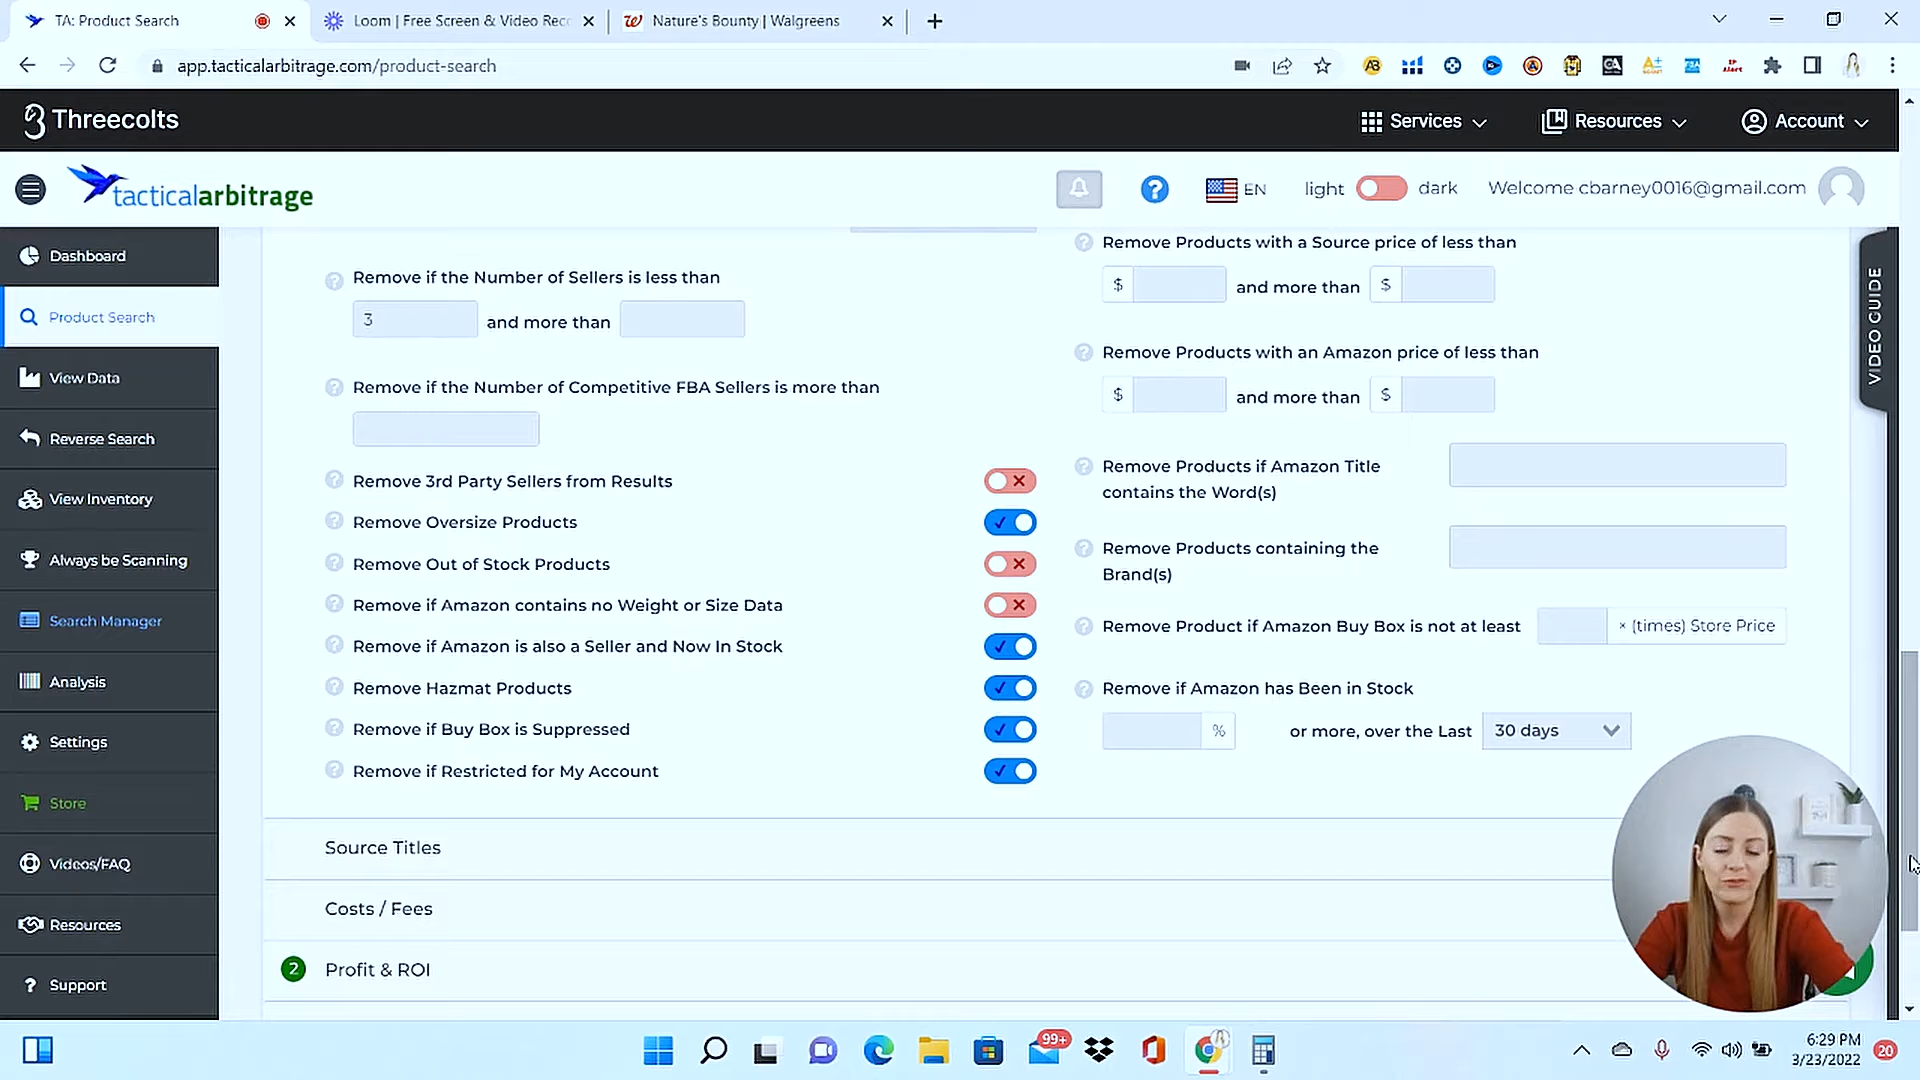 TA: Product Search
Loom | Free Screen & Video Rec
Nature's Bounty | Walgreens
app.tacticalarbitrage.com/product-search
Threecolts
Services
Resources
Account
tacticalarbitrage
EN
light
dark
Welcome cbarney0016@gmail.com
Dashboard
Product Search
View Data
Reverse Search
View Inventory
Always be Scanning
Search Manager
Analysis
Settings
Store
Videos/FAQ
Resources
Support
Remove if the Number of Sellers is less than
3 and more than
Remove if the Number of Competitive FBA Sellers is more than
Remove 3rd Party Sellers from Results
Remove Oversize Products
Remove Out of Stock Products
Remove if Amazon contains no Weight or Size Data
Remove if Amazon is also a Seller and Now In Stock
Remove Hazmat Products
Remove if Buy Box is Suppressed
Remove if Restricted for My Account
Remove Products with a Source price of less than
$ and more than $
Remove Products with an Amazon price of less than
$ and more than $
Remove Products if Amazon Title
contains the Word(s)
Remove Products containing the
Brand(s)
Remove Product if Amazon Buy Box is not at least × (times) Store Price
Remove if Amazon has Been in Stock
% or more, over the Last 30 days
VIDEO GUIDE
Source Titles
Costs / Fees
2 Profit & ROI
99+
6:29 PM
3/23/2022
20